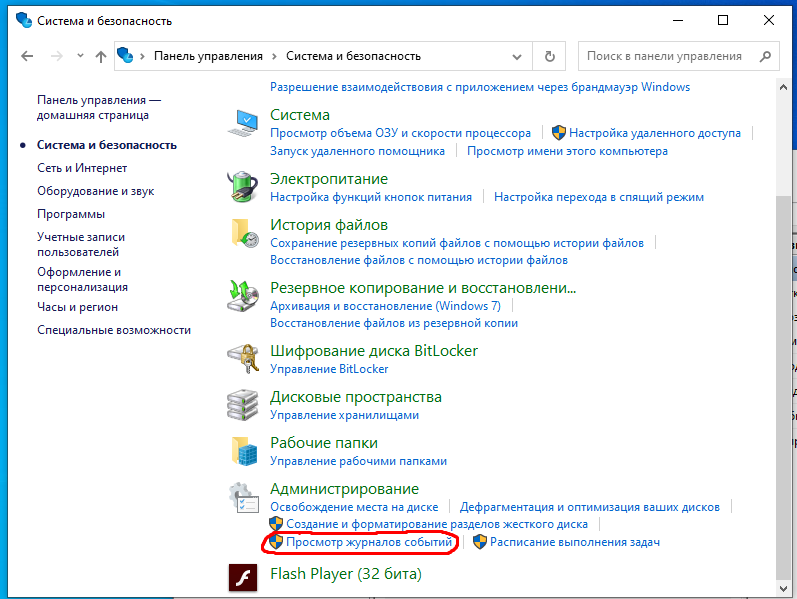 Система и безопасность
Панель управления
Система и безопасность
Поиск в панели управления
Панель управления —
домашняя страница
Система и безопасность
Сеть и Интернет
Оборудование и звук
Программы
Учетные записи
пользователей
Оформление и
персонализация
Часы и регион
Специальные возможности
Разрешение взаимодействия с приложением через брандмауэр Windows
Система
Просмотр объема ОЗУ и скорости процессора
Настройка удаленного доступа
Запуск удаленного помощника
Просмотр имени этого компьютера
Электропитание
Настройка функций кнопок питания
Настройка перехода в спящий режим
История файлов
Сохранение резервных копий файлов с помощью истории файлов
Восстановление файлов с помощью истории файлов
Резервное копирование и восстановлени...
Архивация и восстановление (Windows 7)
Восстановление файлов из резервной копии
Шифрование диска BitLocker
Управление BitLocker
Дисковые пространства
Управление хранилищами
Рабочие папки
Управление рабочими папками
Администрирование
Освобождение места на диске
Дефрагментация и оптимизация ваших дисков
Создание и форматирование разделов жесткого диска
Просмотр журналов событий
Расписание выполнения задач
Flash Player (32 бита)